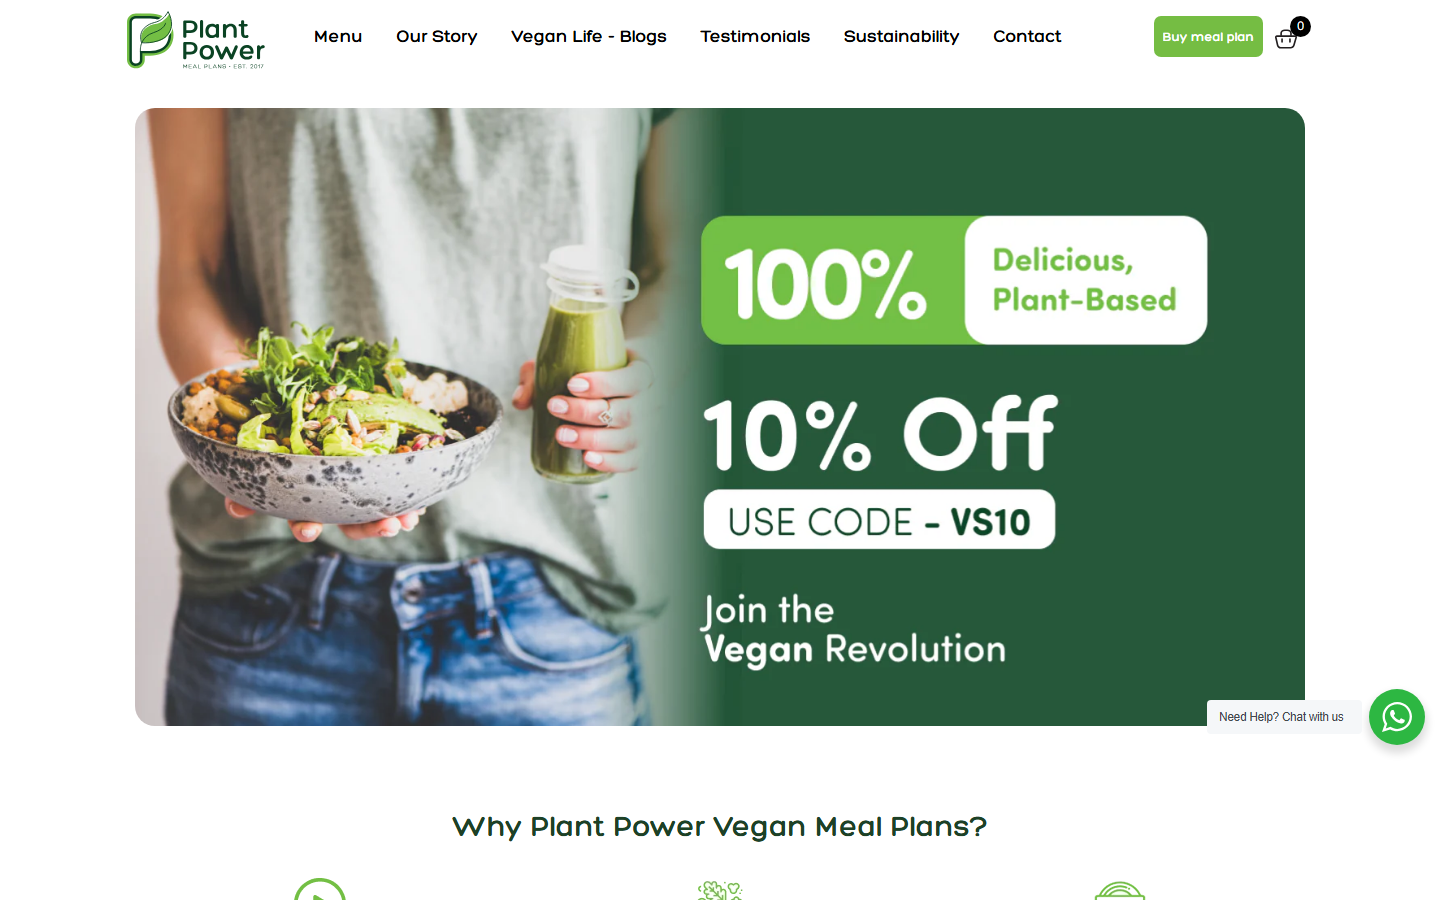 Plant
Power
MEAL PLANS • EST. 2017
Menu
Our Story
Vegan Life - Blogs
Testimonials
Sustainability
Contact
Buy meal plan
0
100%
Delicious,
Plant-Based
10% Off
USE CODE - VS10
Join the
Vegan Revolution
Need Help? Chat with us
Why Plant Power Vegan Meal Plans?